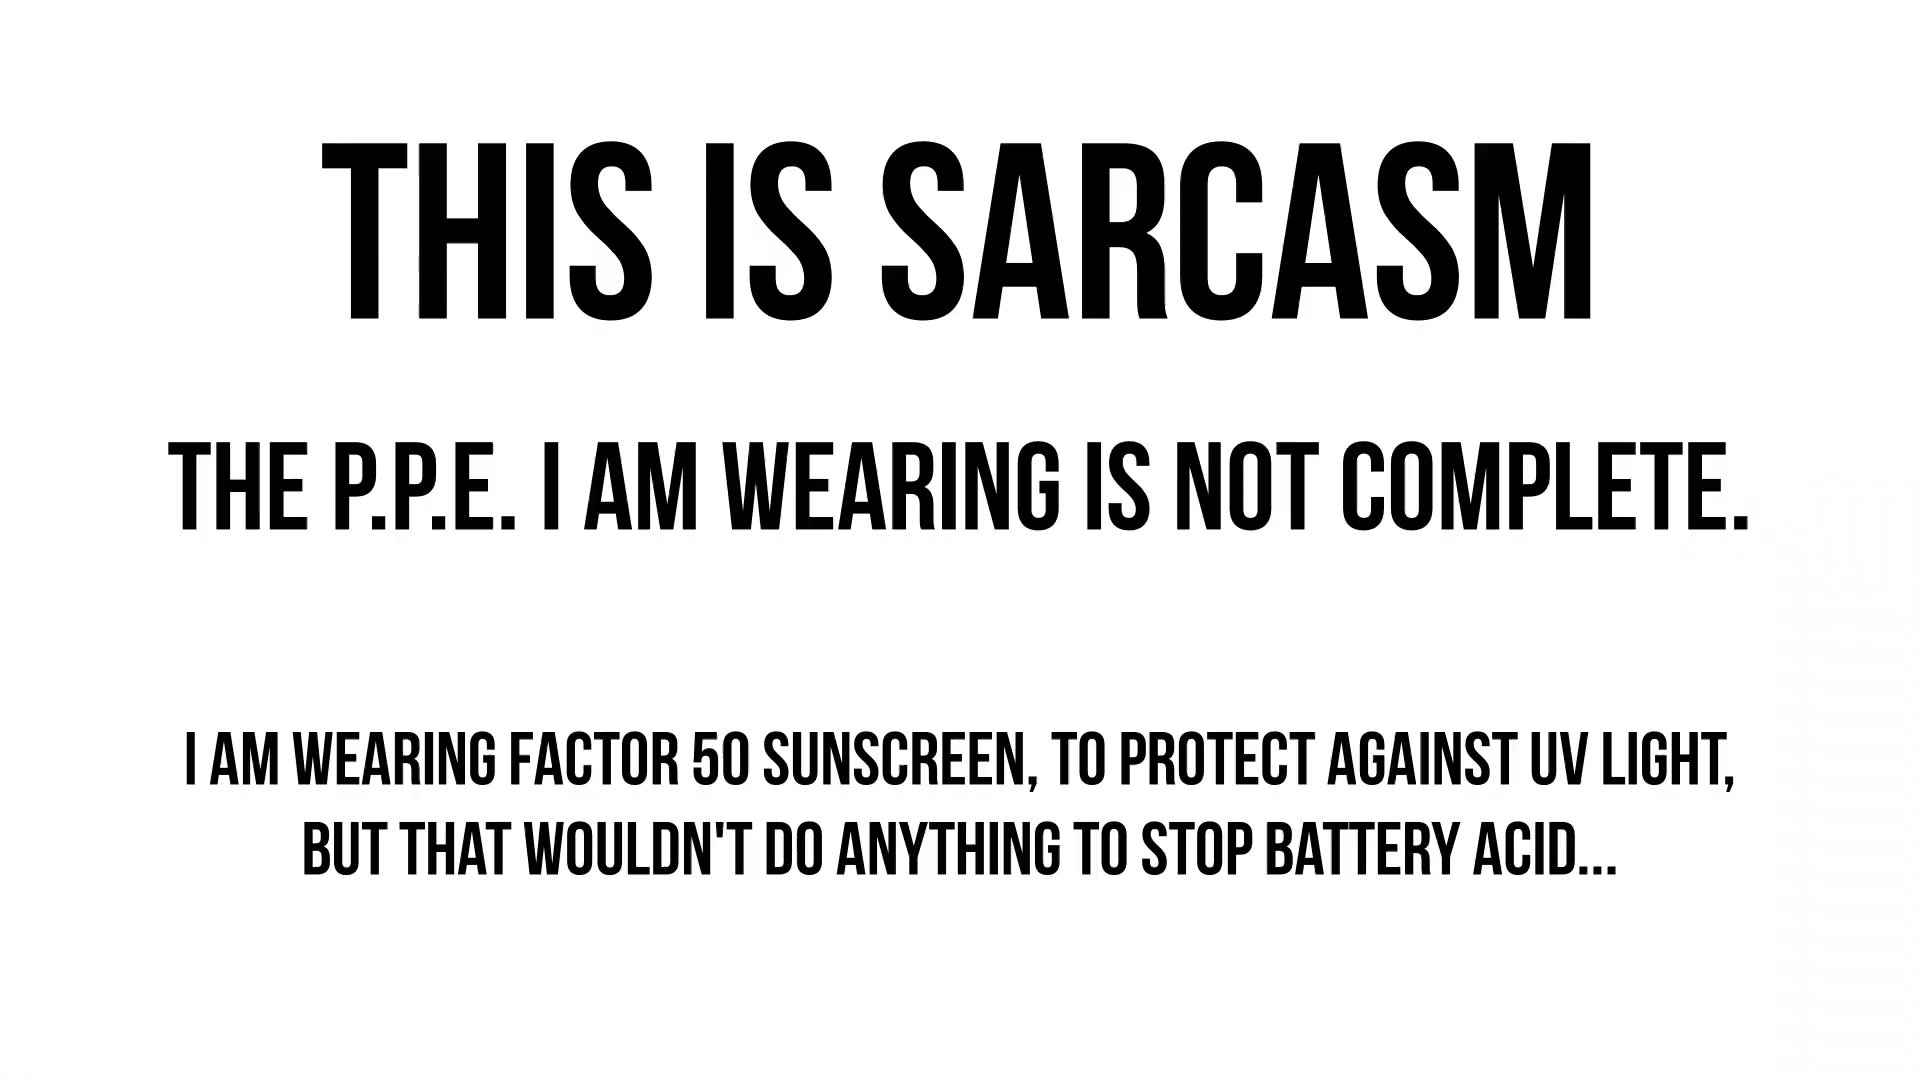 THIS IS SARCASM
THE P.P.E. I AM WEARING IS NOT COMPLETE.
I AM WEARING FACTOR 50 SUNSCREEN, TO PROTECT AGAINST UV LIGHT,
BUT THAT WOULDN'T DO ANYTHING TO STOP BATTERY ACID...